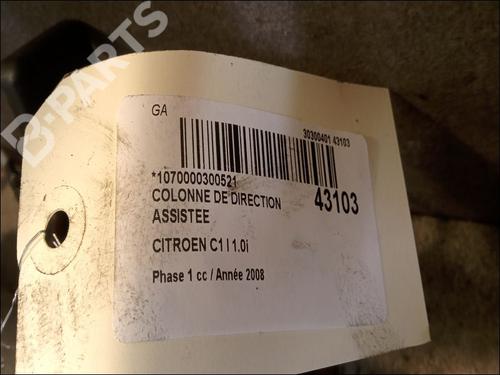 B-PARTS
GA
30300401 43103
*1070000300521
COLONNE DE DIRECTION
43103
ASSISTEE
CITROEN C1 I 1.0i
Phase 1 cc / Année 2008